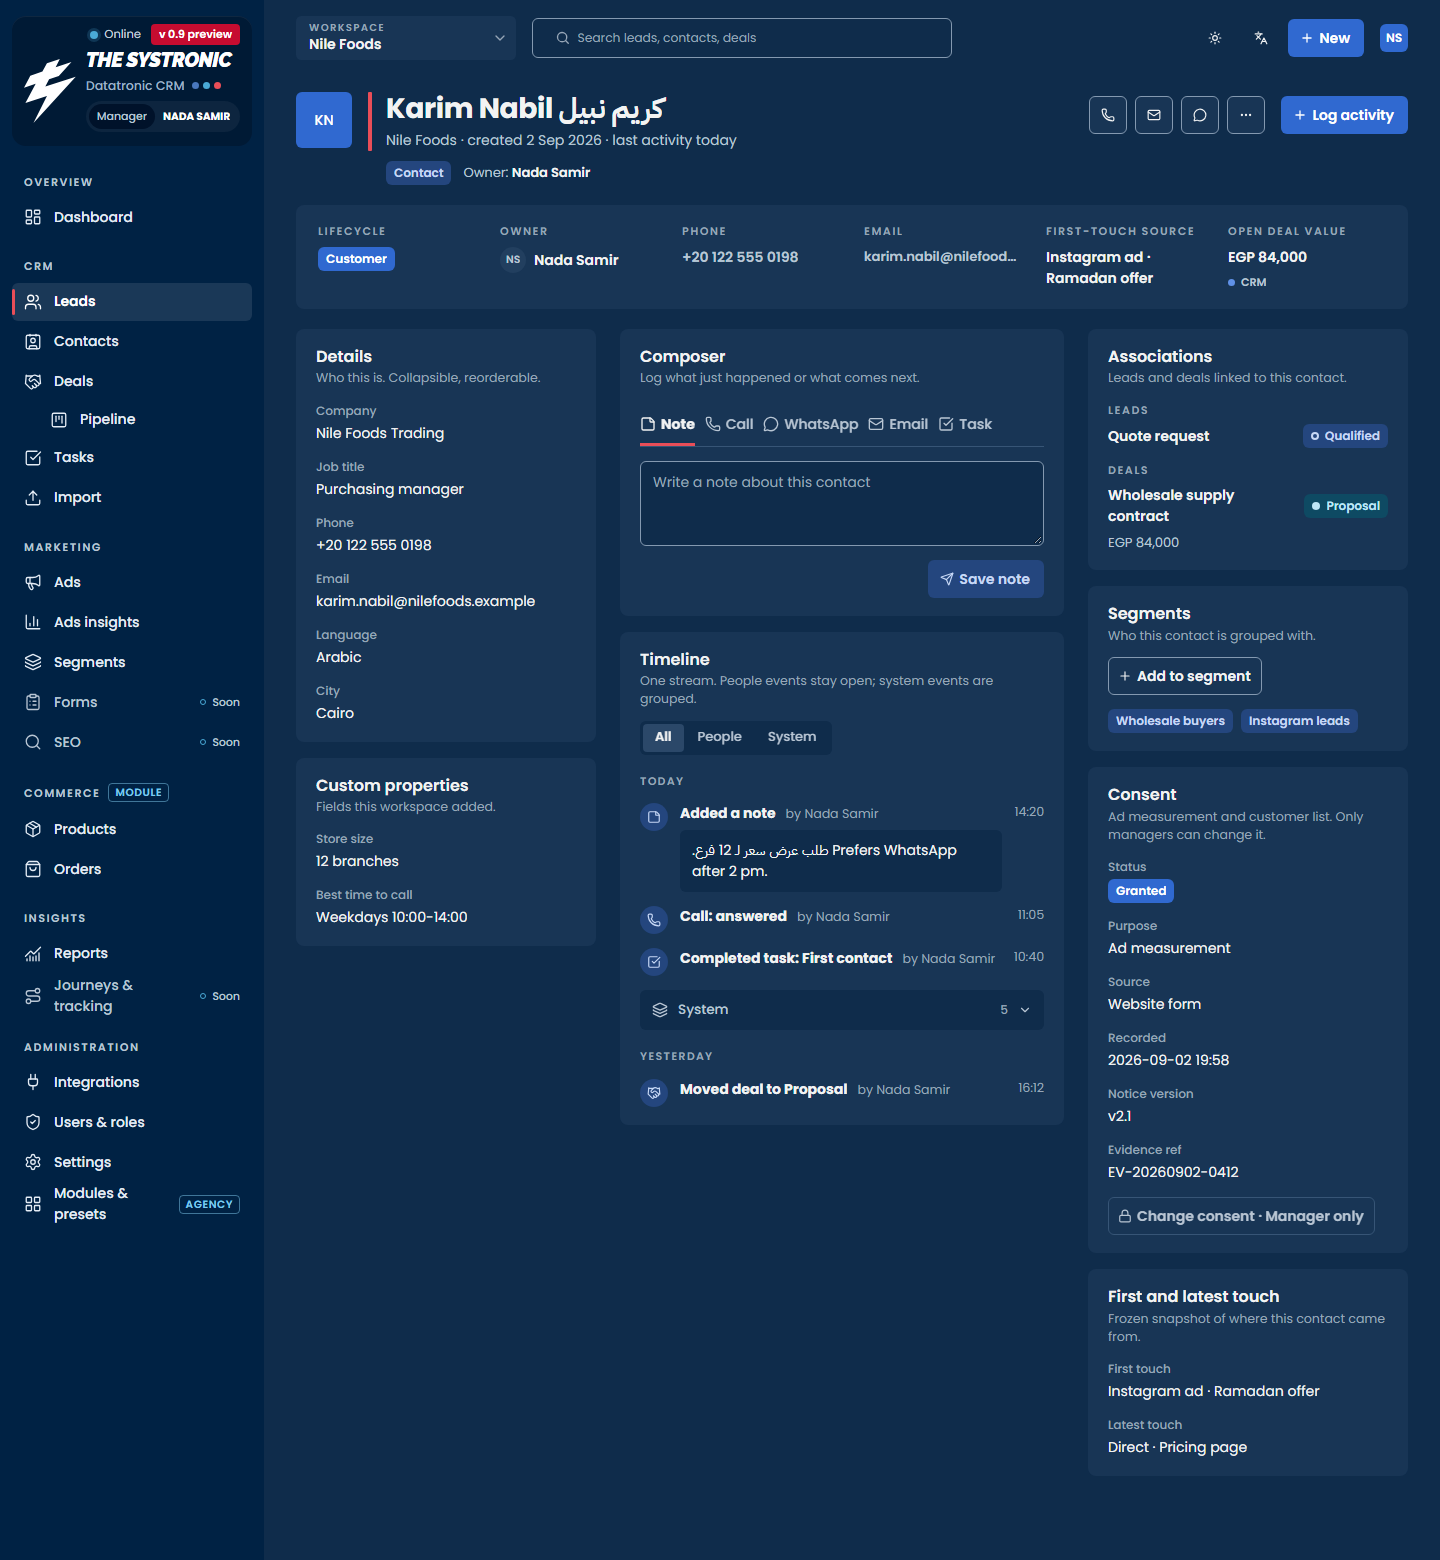 Online
v 0.9 preview
THE SYSTRONIC
Datatronic CRM
Manager
NADA SAMIR
OVERVIEW
Dashboard
CRM
Leads
Contacts
Deals
Pipeline
Tasks
Import
MARKETING
Ads
Ads insights
Segments
Forms
Soon
SEO
Soon
COMMERCE
MODULE
Products
Orders
INSIGHTS
Reports
Journeys &
tracking
Soon
ADMINISTRATION
Integrations
Users & roles
Settings
Modules &
presets
AGENCY
WORKSPACE
Nile Foods
Search leads, contacts, deals
+ New
NS
KN
Karim Nabil كريم نبيل
Nile Foods · created 2 Sep 2026 · last activity today
Contact
Owner: Nada Samir
+ Log activity
LIFECYCLE
Customer
OWNER
NS
Nada Samir
PHONE
+20 122 555 0198
EMAIL
karim.nabil@nilefood...
FIRST-TOUCH SOURCE
Instagram ad ·
Ramadan offer
OPEN DEAL VALUE
EGP 84,000
CRM
Details
Who this is. Collapsible, reorderable.
Company
Nile Foods Trading
Job title
Purchasing manager
Phone
+20 122 555 0198
Email
karim.nabil@nilefoods.example
Language
Arabic
City
Cairo
Custom properties
Fields this workspace added.
Store size
12 branches
Best time to call
Weekdays 10:00-14:00
Composer
Log what just happened or what comes next.
Note
Call
WhatsApp
Email
Task
Write a note about this contact
Save note
Timeline
One stream. People events stay open; system events are
grouped.
All
People
System
TODAY
Added a note by Nada Samir
14:20
طلب عرض سعر لـ 12 فرع. Prefers WhatsApp
after 2 pm.
Call: answered by Nada Samir
11:05
Completed task: First contact by Nada Samir
10:40
System
5
YESTERDAY
Moved deal to Proposal by Nada Samir
16:12
Associations
Leads and deals linked to this contact.
LEADS
Quote request
Qualified
DEALS
Wholesale supply
contract
Proposal
EGP 84,000
Segments
Who this contact is grouped with.
+ Add to segment
Wholesale buyers
Instagram leads
Consent
Ad measurement and customer list. Only
managers can change it.
Status
Granted
Purpose
Ad measurement
Source
Website form
Recorded
2026-09-02 19:58
Notice version
v2.1
Evidence ref
EV-20260902-0412
Change consent · Manager only
First and latest touch
Frozen snapshot of where this contact came
from.
First touch
Instagram ad · Ramadan offer
Latest touch
Direct · Pricing page